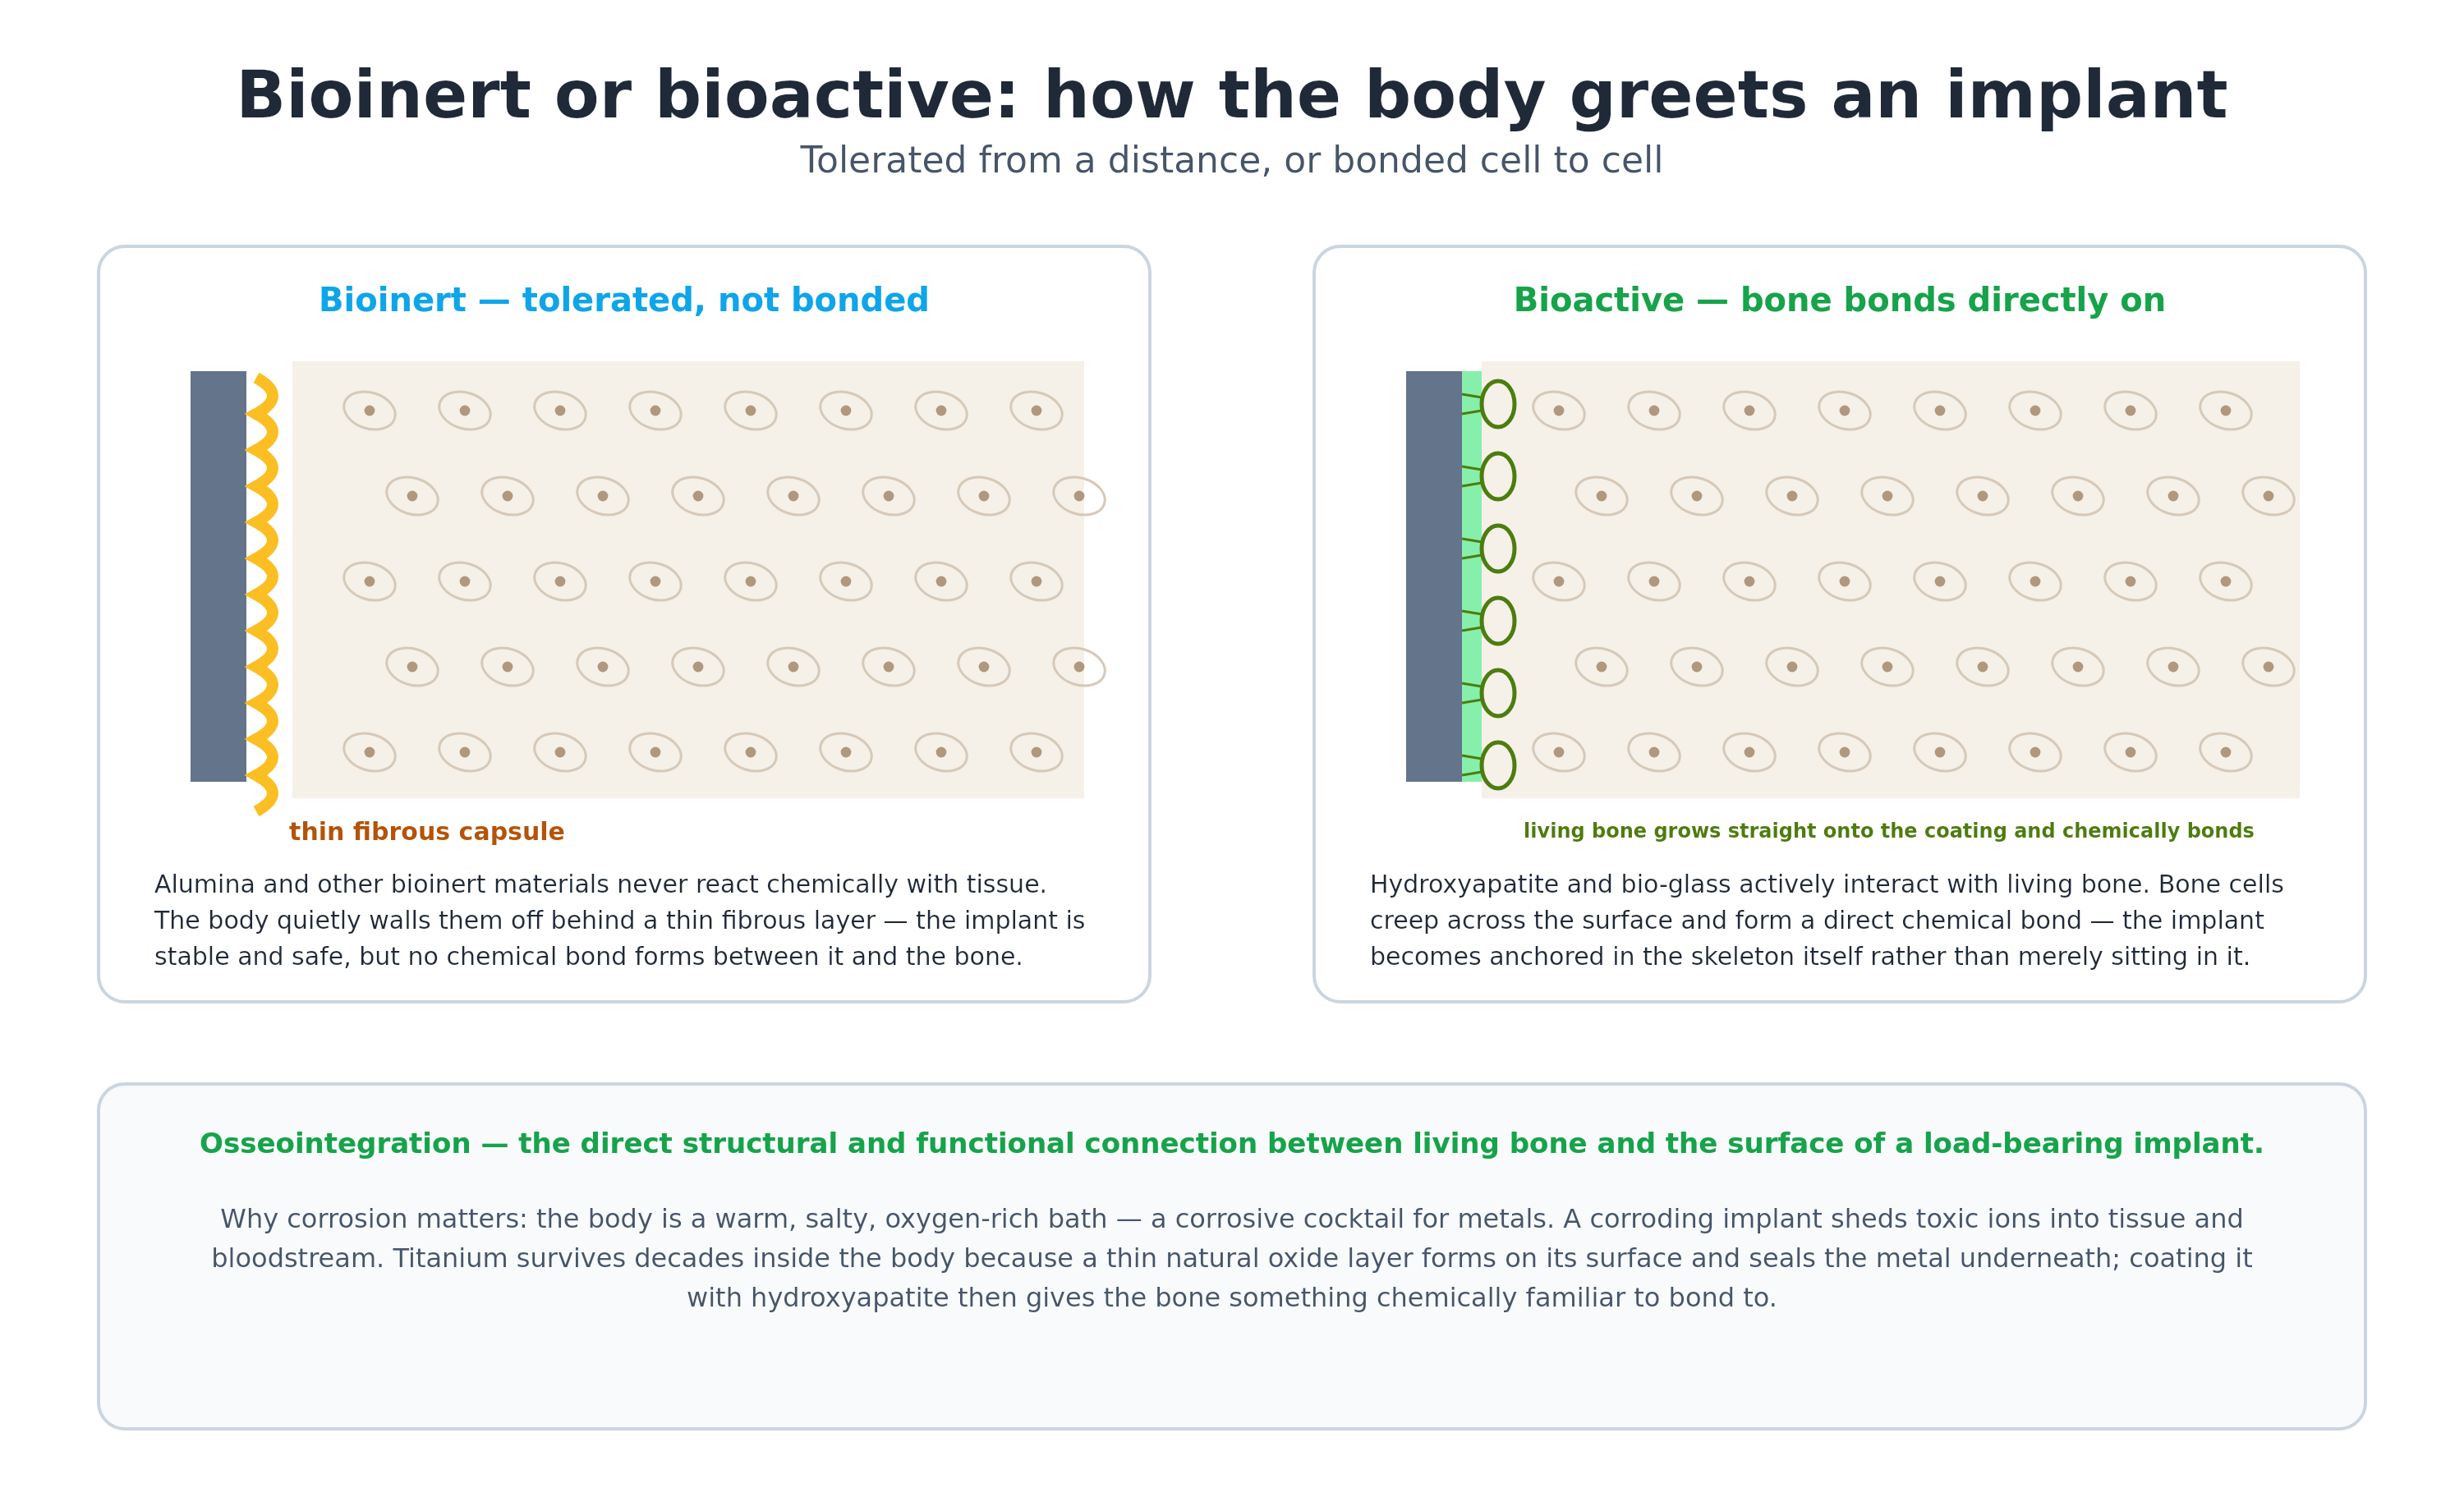 Bioinert or bioactive: how the body greets an implant
Tolerated from a distance, or bonded cell to cell
Bioinert — tolerated, not bonded
thin fibrous capsule
Alumina and other bioinert materials never react chemically with tissue.
The body quietly walls them off behind a thin fibrous layer — the implant is
stable and safe, but no chemical bond forms between it and the bone.
Bioactive — bone bonds directly on
living bone grows straight onto the coating and chemically bonds
Hydroxyapatite and bio-glass actively interact with living bone. Bone cells
creep across the surface and form a direct chemical bond — the implant
becomes anchored in the skeleton itself rather than merely sitting in it.
Osseointegration — the direct structural and functional connection between living bone and the surface of a load-bearing implant.
Why corrosion matters: the body is a warm, salty, oxygen-rich bath — a corrosive cocktail for metals. A corroding implant sheds toxic ions into tissue and
bloodstream. Titanium survives decades inside the body because a thin natural oxide layer forms on its surface and seals the metal underneath; coating it
with hydroxyapatite then gives the bone something chemically familiar to bond to.